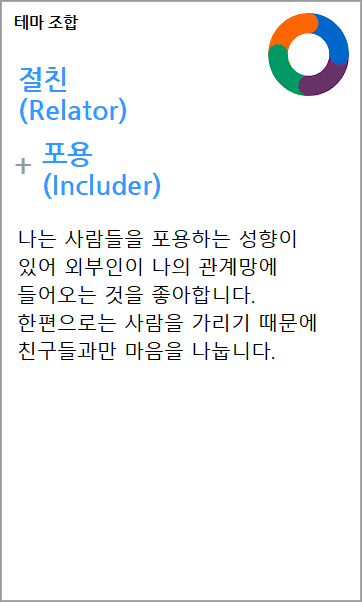 테마 조합
절친
(Relator)
+ 포용
(Includer)
나는 사람들을 포용하는 성향이
있어 외부인이 나의 관계망에
들어오는 것을 좋아합니다.
한편으로는 사람을 가리기 때문에
친구들과만 마음을 나눕니다.